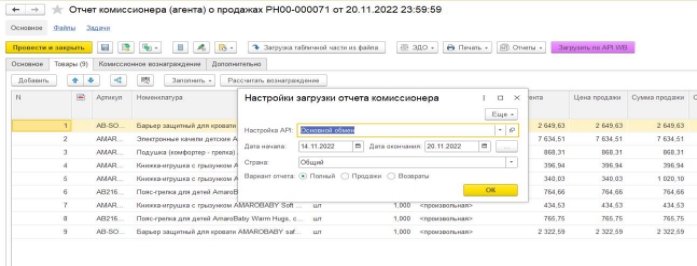 Отчет комиссионера (агента) о продажах РН00-000071 от 20.11.2022 23:59:59
Основное Файлы Задачи
Провести и закрыть Загрузка табличной части из файла ЭДО Печать Отчеты Загрузить по API WB
Основное Товары (9) Комиссионное вознаграждение Дополнительно
Добавить Заполнить Рассчитать вознаграждение
N Артикул Номенклатура Настройки загрузки отчета комиссионера Цена продажи Сумма продажи
Еще
1 AB-SO... Барьер защитный для кровати 2 649,63 2 649,63 2 649,63
Настройка API: Основной обмен
2 AMAR... Электронные качели детские А 7 634,51 7 634,51 7 634,51
Дата начала: 14.11.2022 Дата окончания: 20.11.2022 ...
3 AMAR... Подушка (комфортер - грелка) 868,31 868,31 868,31
Страна: Общий
4 AMAR... Книжка-игрушка с грызунком А 396,94 396,94 396,94
5 AMAR... Книжка-игрушка с грызунком А 340,03 340,03 1 020,10
Вариант отчета: Полный Продажи Возвраты
6 AB216... Пояс-грелка для детей AmaroB 764,66 764,66 764,66
OK
7 AMAR... Книжка-игрушка с грызунком AMAROBABY Soft ... шт 1,000 <произвольная> 434,53 434,53 434,53
8 AB216... Пояс-грелка для детей AmaroBaby Warm Hugs, с... шт 1,000 <произвольная> 765,75 765,75 765,75
9 AB-SO... Барьер защитный для кровати AMAROBABY saf... шт 1,000 <произвольная> 2 322,59 2 322,59 2 322,59